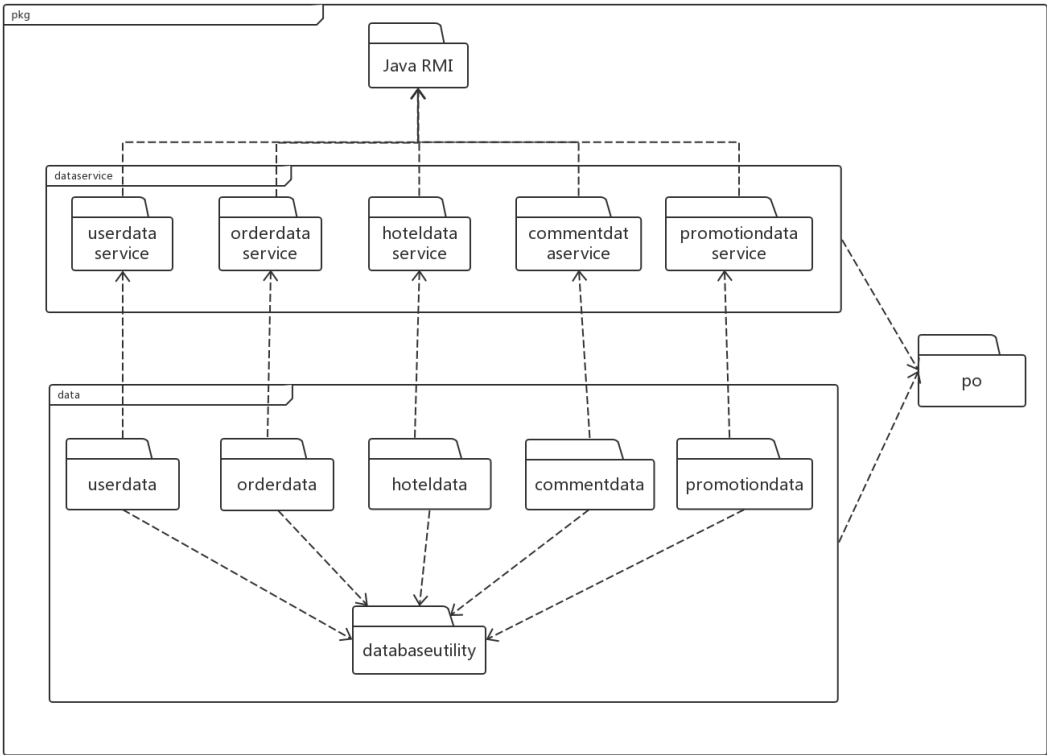 pkg
Java RMI
dataservice
userdata
service
orderdata
service
hoteldata
service
commentdat
aservice
promotiondata
service
po
data
userdata
orderdata
hoteldata
commentdata
promotiondata
databaseutility